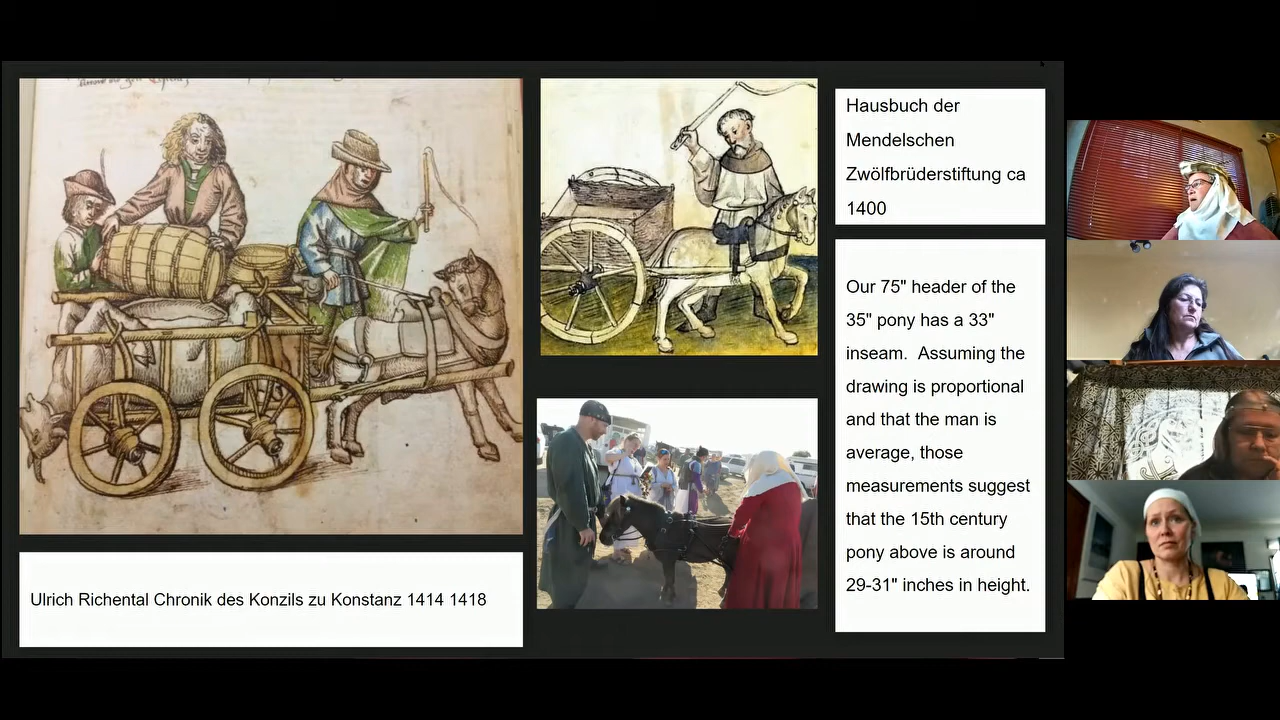 Ulrich Richental Chronik des Konzils zu Konstanz 1414 1418
Hausbuch der
Mendelschen
Zwölfbrüderstiftung ca
1400
Our 75" header of the
35" pony has a 33"
inseam. Assuming the
drawing is proportional
and that the man is
average, those
measurements suggest
that the 15th century
pony above is around
29-31" inches in height.